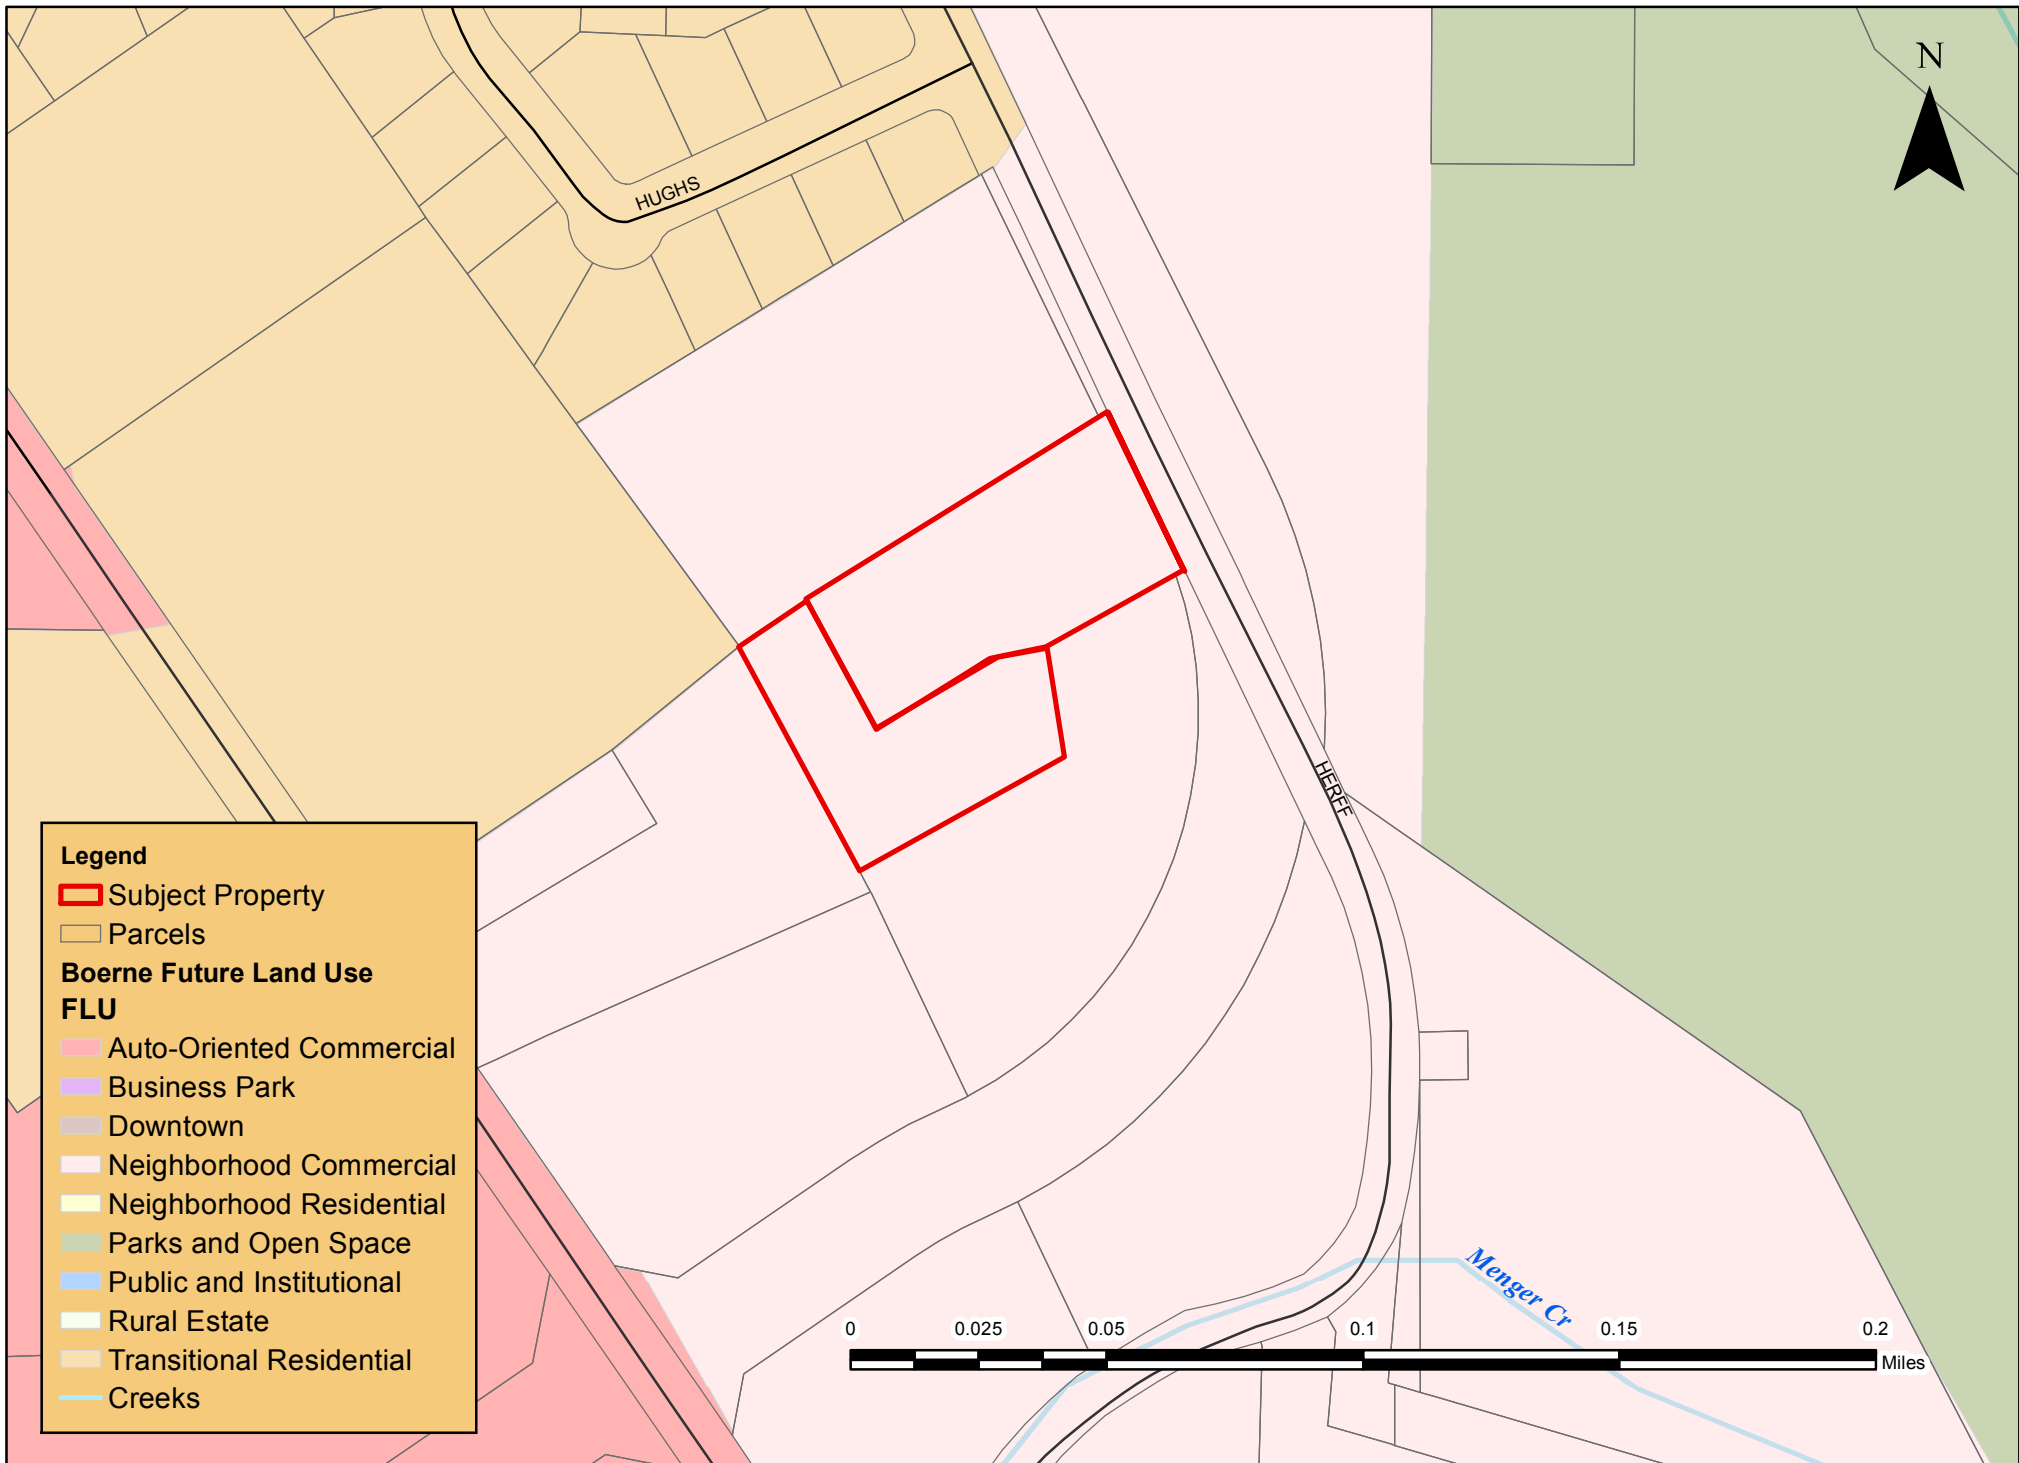 N
HUGHS
HERFF
Legend
Subject Property
Parcels
Boerne Future Land Use
FLU
Auto-Oriented Commercial
Business Park
Downtown
Neighborhood Commercial
Neighborhood Residential
Parks and Open Space
Public and Institutional
Rural Estate
Transitional Residential
Creeks
Menger Cr
0 0.025 0.05 0.1 0.15 0.2
Miles